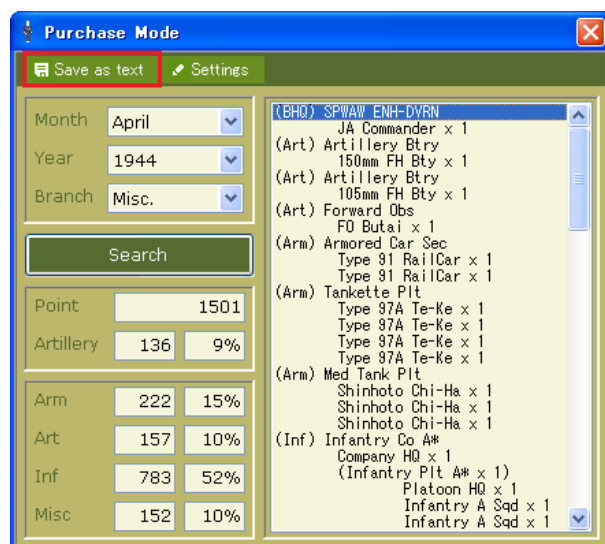 Purchase Mode
Save as text
Settings
Month April
Year 1944
Branch Misc.
Search
Point 1501
Artillery 136 9%
Arm 222 15%
Art 157 10%
Inf 783 52%
Misc 152 10%
(BHQ) SPWAW ENH-DVRN
JA Commander x 1
(Art) Artillery Btry
150mm FH Bty x 1
(Art) Artillery Btry
105mm FH Bty x 1
(Art) Forward Obs
FO Butai x 1
(Arm) Armored Car Sec
Type 91 RailCar x 1
Type 91 RailCar x 1
(Arm) Tankette Plt
Type 97A Te-Ke x 1
Type 97A Te-Ke x 1
Type 97A Te-Ke x 1
Type 97A Te-Ke x 1
(Arm) Med Tank Plt
Shinhoto Chi-Ha x 1
Shinhoto Chi-Ha x 1
Shinhoto Chi-Ha x 1
(Inf) Infantry Co A*
Company HQ x 1
(Infantry Plt A* x 1)
Platoon HQ x 1
Infantry A Sqd x 1
Infantry A Sqd x 1